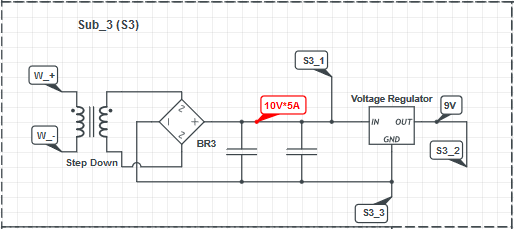 Sub_3 (S3)
S3_1
W_+
10V*5A
Voltage Regulator
9V
IN
OUT
GND
W_-
BR3
Step Down
S3_2
S3_3